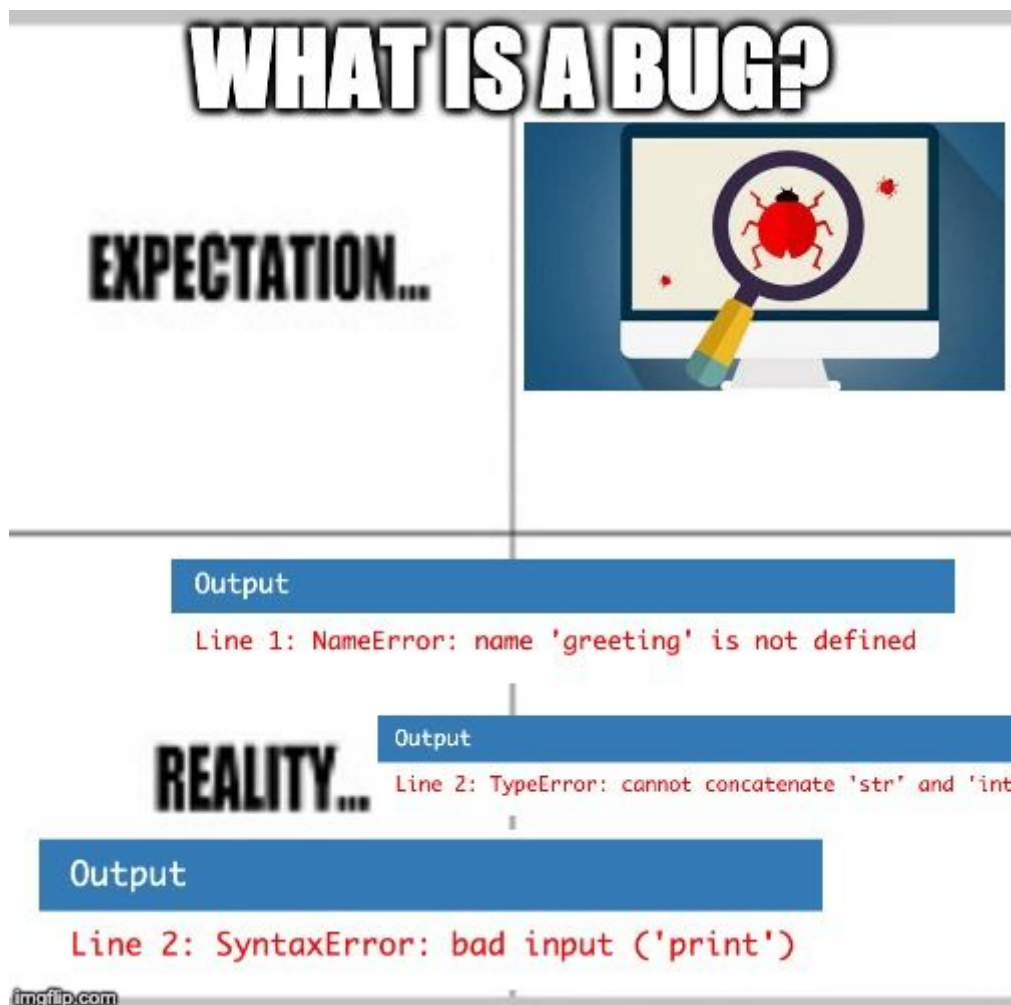 WHAT IS A BUG?
EXPECTATION...
Output
Line 1: NameError: name 'greeting' is not defined
REALITY...
Output
Line 2: TypeError: cannot concatenate 'str' and 'int
Output
Line 2: SyntaxError: bad input ('print')
imgflip.com